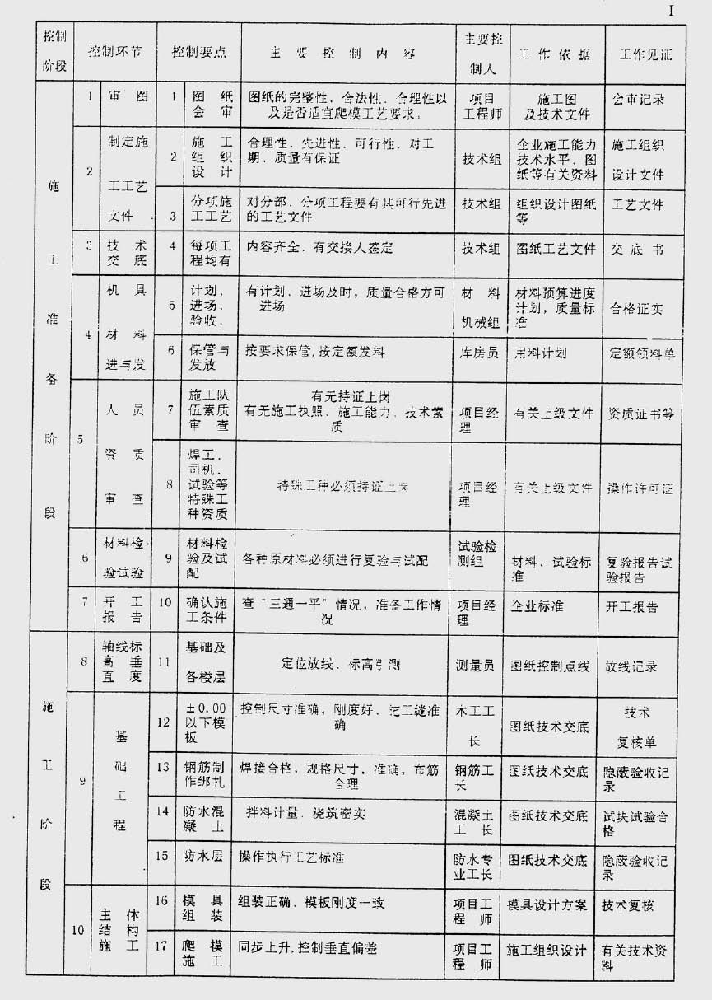 I
控制阶段 控制环节 控制要点 主要控制内容 主要控制人 工作依据 工作见证
施工准备阶段
1 审图 1 图纸会审 图纸的完整性、合法性、合理性以及是否适宜爬模工艺要求。 项目工程师 施工图及技术文件 会审记录
2 制定施工工艺文件 2 施工组织设计 合理性、先进性、可行性、对工期、质量有保证 技术组 企业施工能力技术水平、图纸等有关资料 施工组织设计文件
3 分项施工工艺 对分部、分项工程要有其可行先进的工艺文件 技术组 组织设计图纸等 工艺文件
3 技术交底 4 每项工程均有 内容齐全、有交接人签定 技术组 图纸工艺文件 交底书
4 机具材料进与发 5 计划、进场、验收、 有计划、进场及时，质量合格方可进场 材料机械组 材料预算进度计划，质量标准 合格证实
6 保管与发放 按要求保管,按定额发料 库房员 用料计划 定额领料单
5 人员资质审查 7 施工队伍素质审查 有无持证上岗有无施工执照、施工能力、技术素质 项目经理 有关上级文件 资质证书等
8 焊工、司机、试验等特殊工种资质 特殊工种必须持证上岗 项目经理 有关上级文件 操作许可证
6 材料检验试验 9 材料检验及试配 各种原材料必须进行复验与试配 试验检测组 材料、试验标准 复验报告试验报告
7 开工报告 10 确认施工条件 查“三通一平”情况，准备工作情况 项目经理 企业标准 开工报告
施工阶段
8 轴线标高垂直度 11 基础及各楼层 定位放线、标高引测 测量员 图纸控制点线 放线记录
9 基础工程 12 ±0.00以下模板 控制尺寸准确，刚度好、施工缝准确 木工工长 图纸技术交底 技术复核单
13 钢筋制作绑扎 焊接合格，规格尺寸，准确，布筋合理 钢筋工长 图纸技术交底 隐蔽验收记录
14 防水混凝土 拌料计量、浇筑密实 混凝土工长 图纸技术交底 试块试验合格
15 防水层 操作执行工艺标准 防水专业工长 图纸技术交底 隐蔽验收记录
10 主体结构施工 16 模具组装 组装正确、模板刚度一致 项目工程师 模具设计方案 技术复核
17 爬模施工 同步上升,控制垂直偏差 项目工程师 施工组织设计 有关技术资料